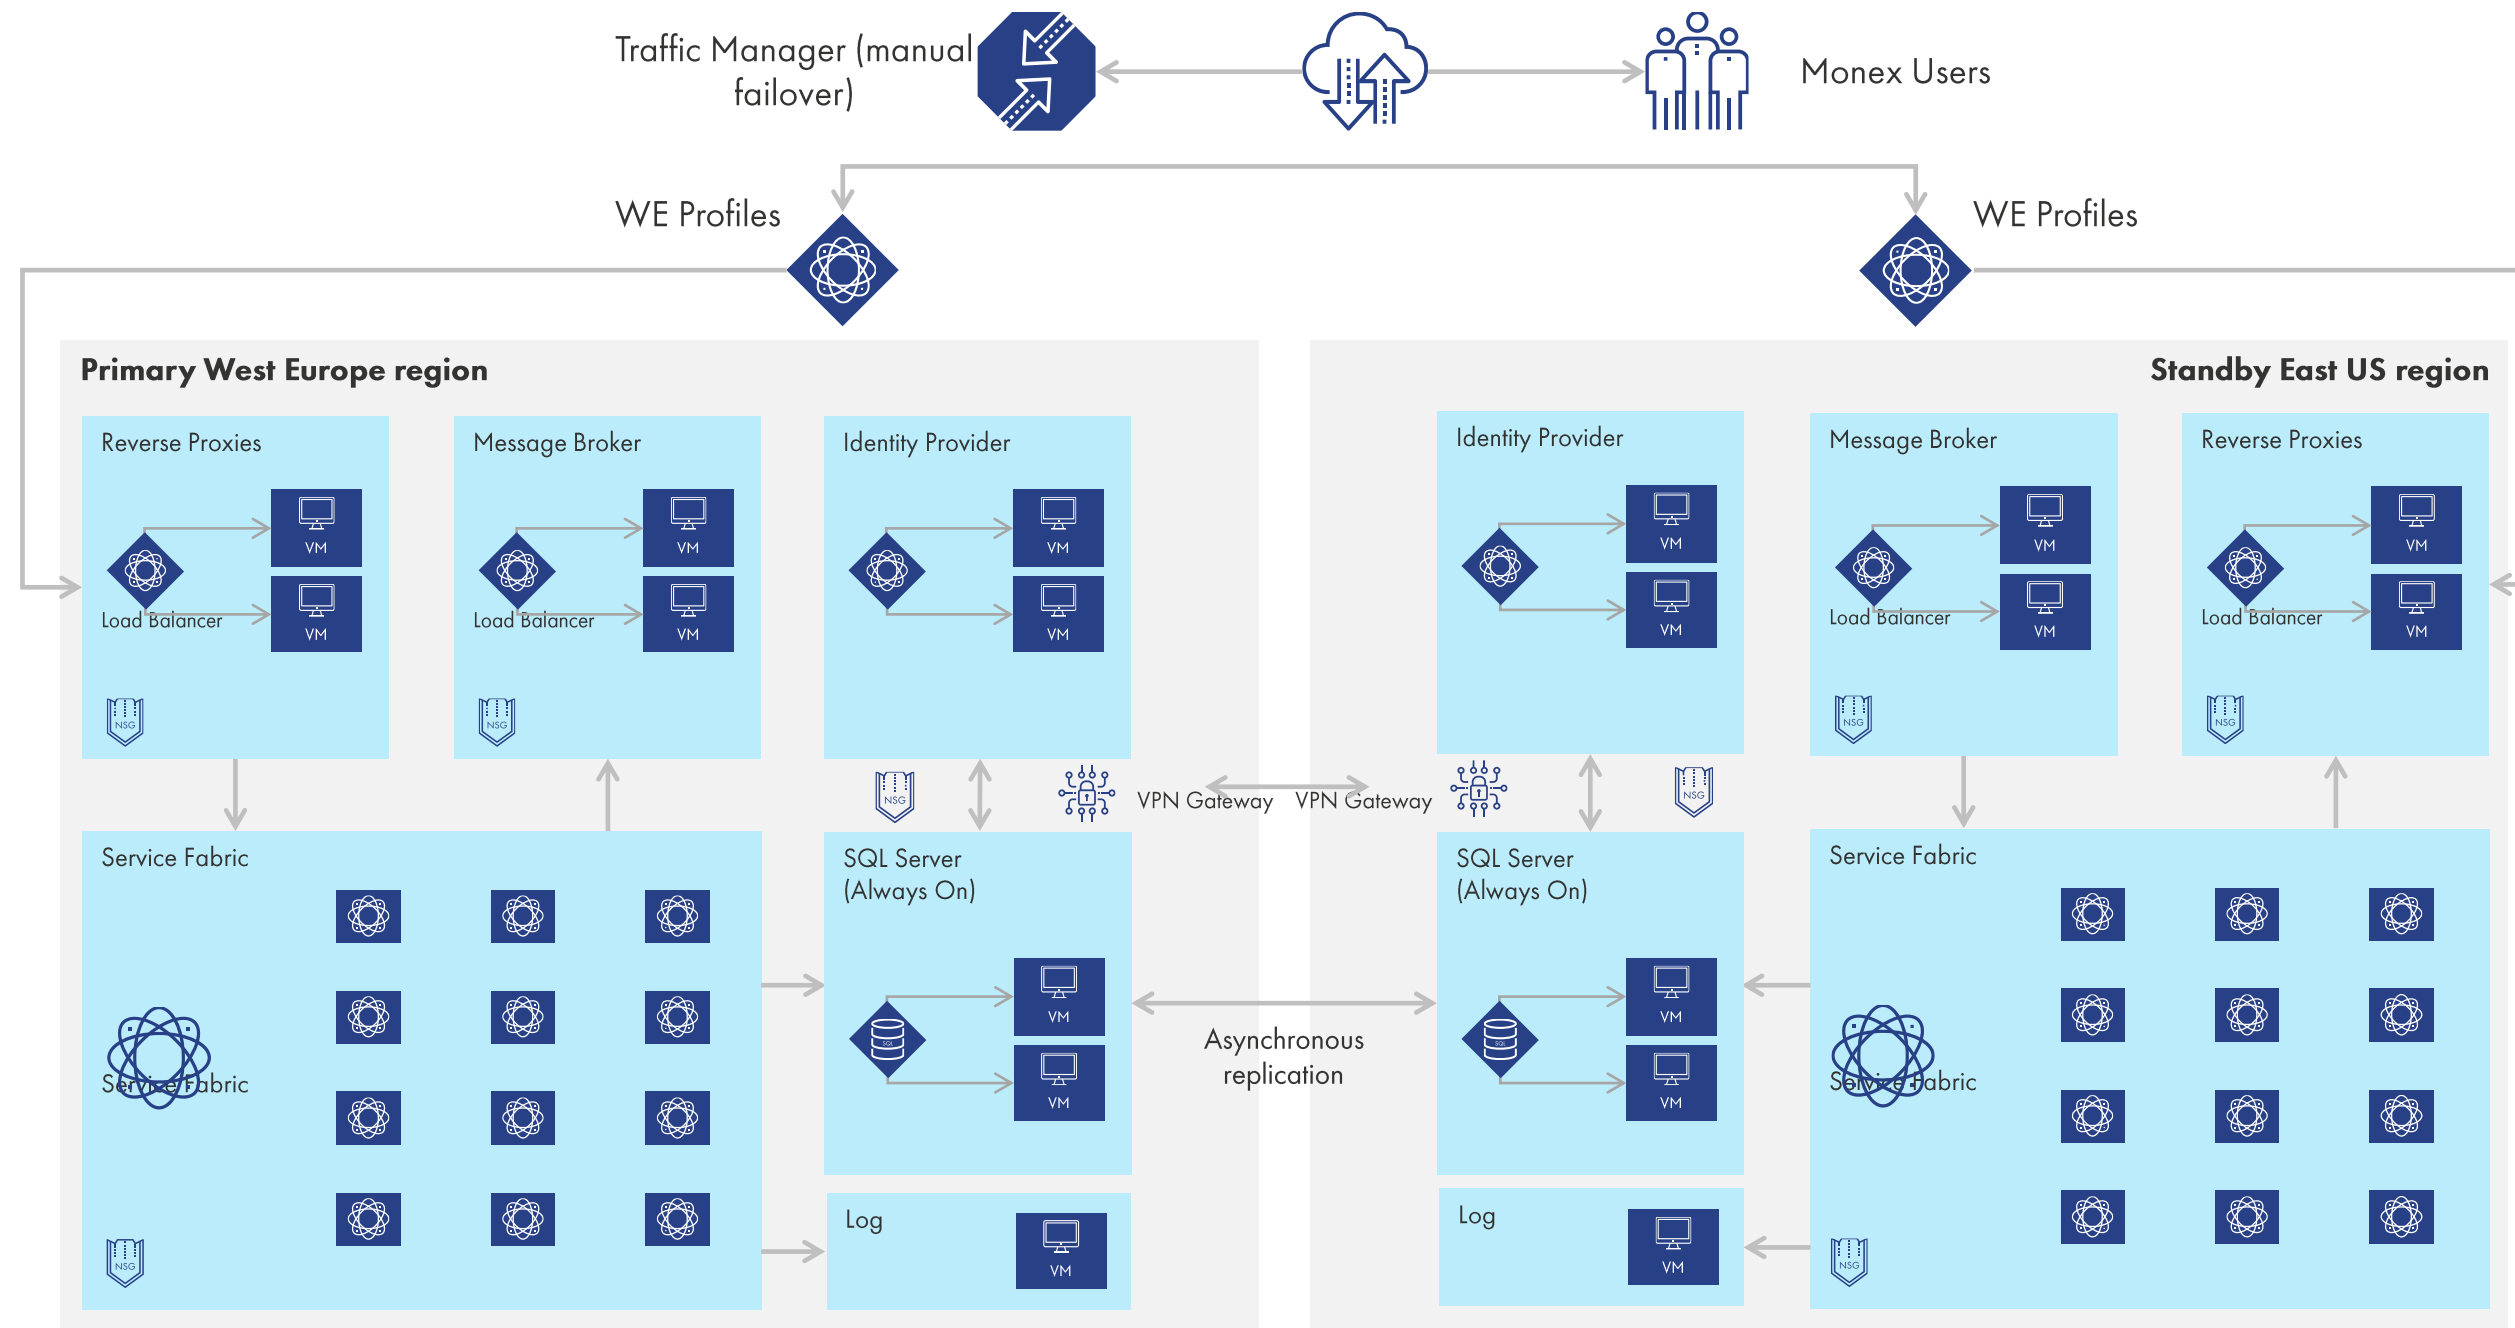 Traffic Manager (manual
failover)
Monex Users
WE Profiles
WE Profiles
Primary West Europe region
Reverse Proxies
VM
VM
Load Balancer
NSG
Message Broker
VM
VM
Load Balancer
NSG
Identity Provider
VM
VM
NSG
VPN Gateway
Service Fabric
Service Fabric
NSG
SQL Server
(Always On)
SQL
VM
VM
Log
VM
Asynchronous
replication
Standby East US region
Identity Provider
VM
VM
Message Broker
VM
VM
Load Balancer
NSG
Reverse Proxies
VM
VM
Load Balancer
NSG
VPN Gateway
NSG
SQL Server
(Always On)
SQL
VM
VM
Log
VM
Service Fabric
Service Fabric
NSG